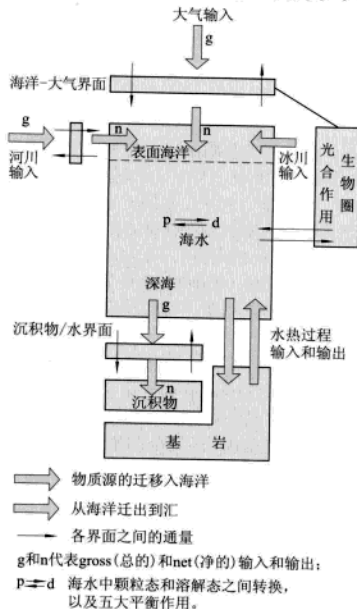 大气输入
g
海洋-大气界面
g
n
n
表面海洋
河川
输入
冰川
输入
光合作用
生物圈
p⇌d
海水
深海
g
沉积物/水界面
水热过程
输入和输出
n
沉积物
基 岩
物质源的迁移入海洋
从海洋迁出到汇
各界面之间的通量
g和n代表gross(总的)和net(净的)输入和输出;
p⇌d 海水中颗粒态和溶解态之间转换,
以及五大平衡作用。